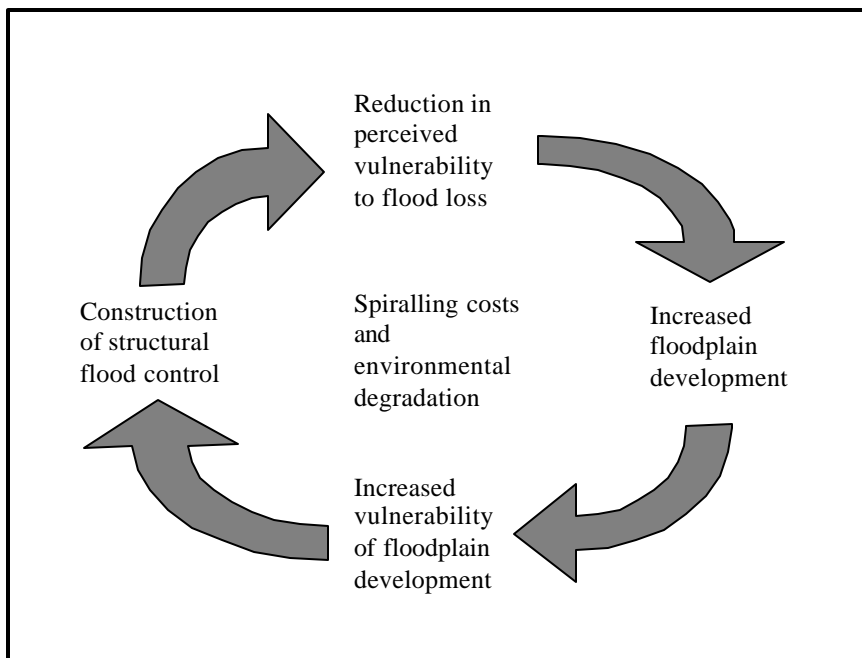 Reduction in
perceived
vulnerability
to flood loss
Construction
of structural
flood control
Spiralling costs
and
environmental
degradation
Increased
floodplain
development
Increased
vulnerability
of floodplain
development